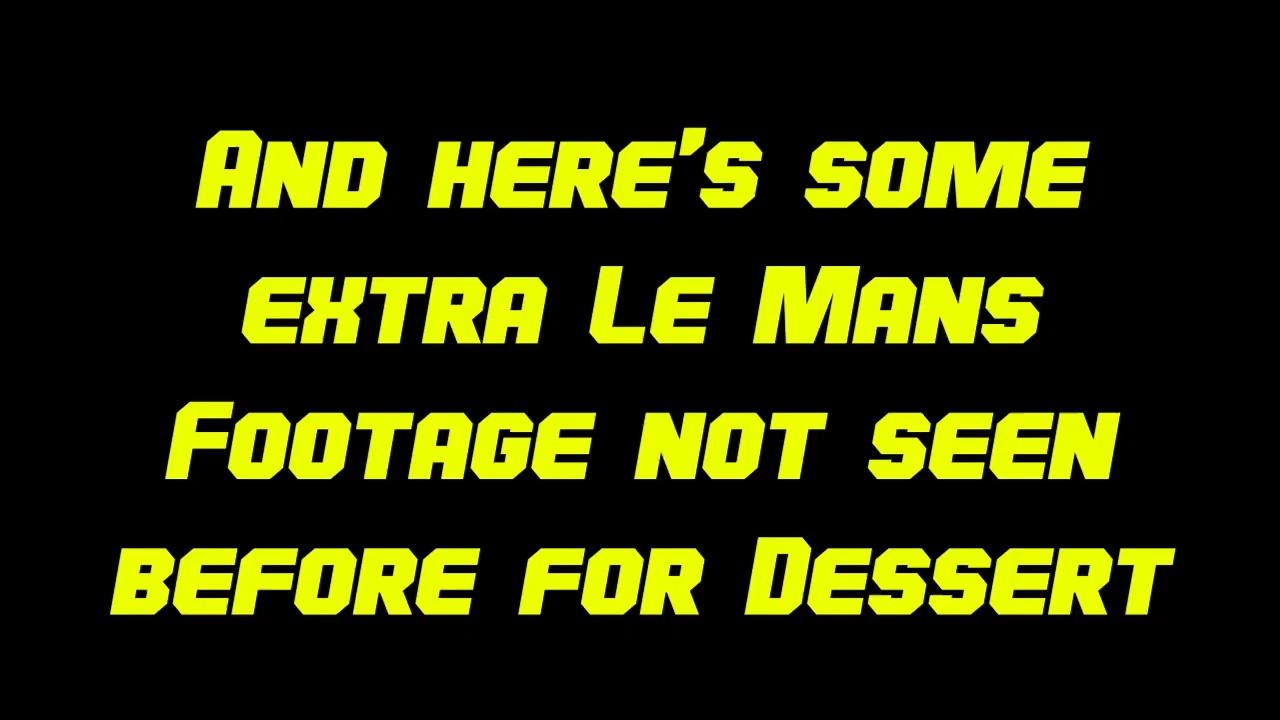 And here's some
extra Le Mans
Footage not seen
before for Dessert